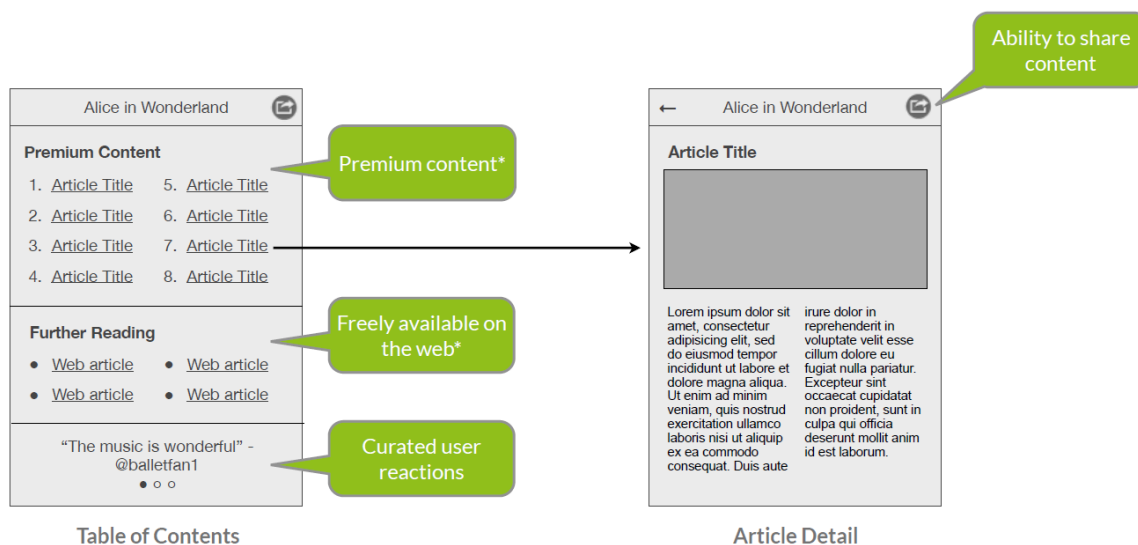 Ability to share
content
Alice in Wonderland
Premium Content
1. Article Title
2. Article Title
3. Article Title
4. Article Title
5. Article Title
6. Article Title
7. Article Title
8. Article Title
Premium content*
Further Reading
● Web article
● Web article
● Web article
● Web article
Freely available on
the web*
“The music is wonderful” -
@balletfan1
Curated user
reactions
Table of Contents
← Alice in Wonderland
Article Title
Lorem ipsum dolor sit
amet, consectetur
adipisicing elit, sed
do eiusmod tempor
incididunt ut labore et
dolore magna aliqua.
Ut enim ad minim
veniam, quis nostrud
exercitation ullamco
laboris nisi ut aliquip
ex ea commodo
consequat. Duis aute
irure dolor in
reprehenderit in
voluptate velit esse
cillum dolore eu
fugiat nulla pariatur.
Excepteur sint
occaecat cupidatat
non proident, sunt in
culpa qui officia
deserunt mollit anim
id est laborum.
Article Detail